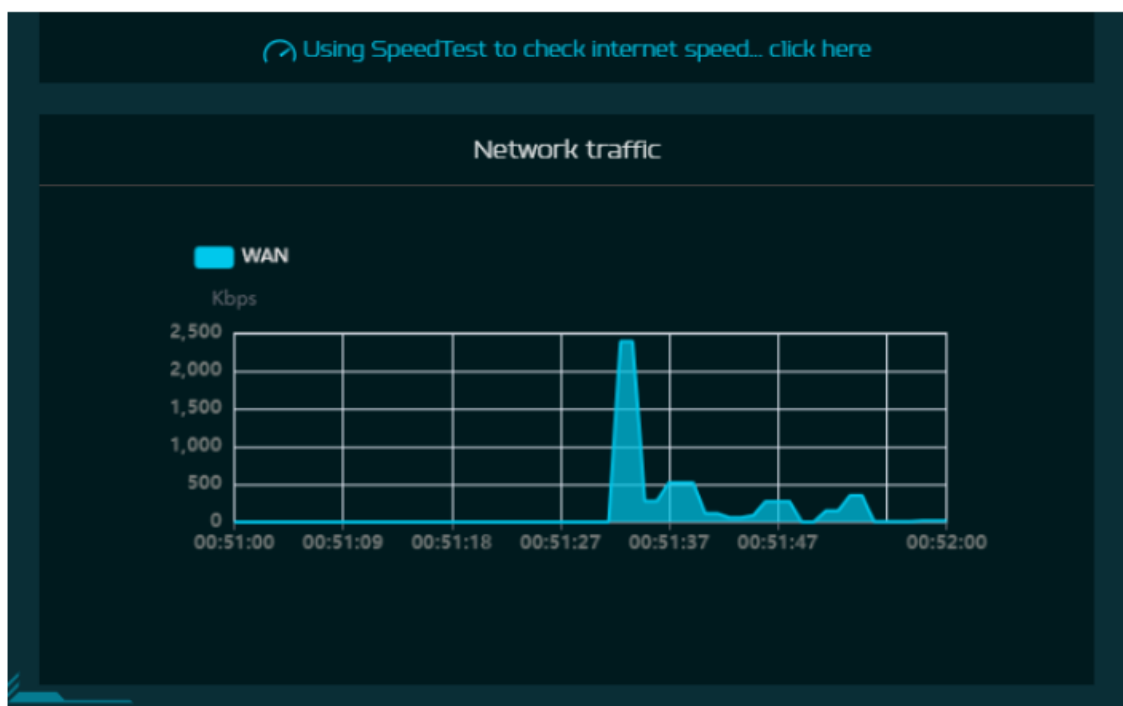 Using SpeedTest to check internet speed... click here
Network traffic
WAN
Kbps
2,500
2,000
1,500
1,000
500
0
00:51:00 00:51:09 00:51:18 00:51:27 00:51:37 00:51:47 00:52:00